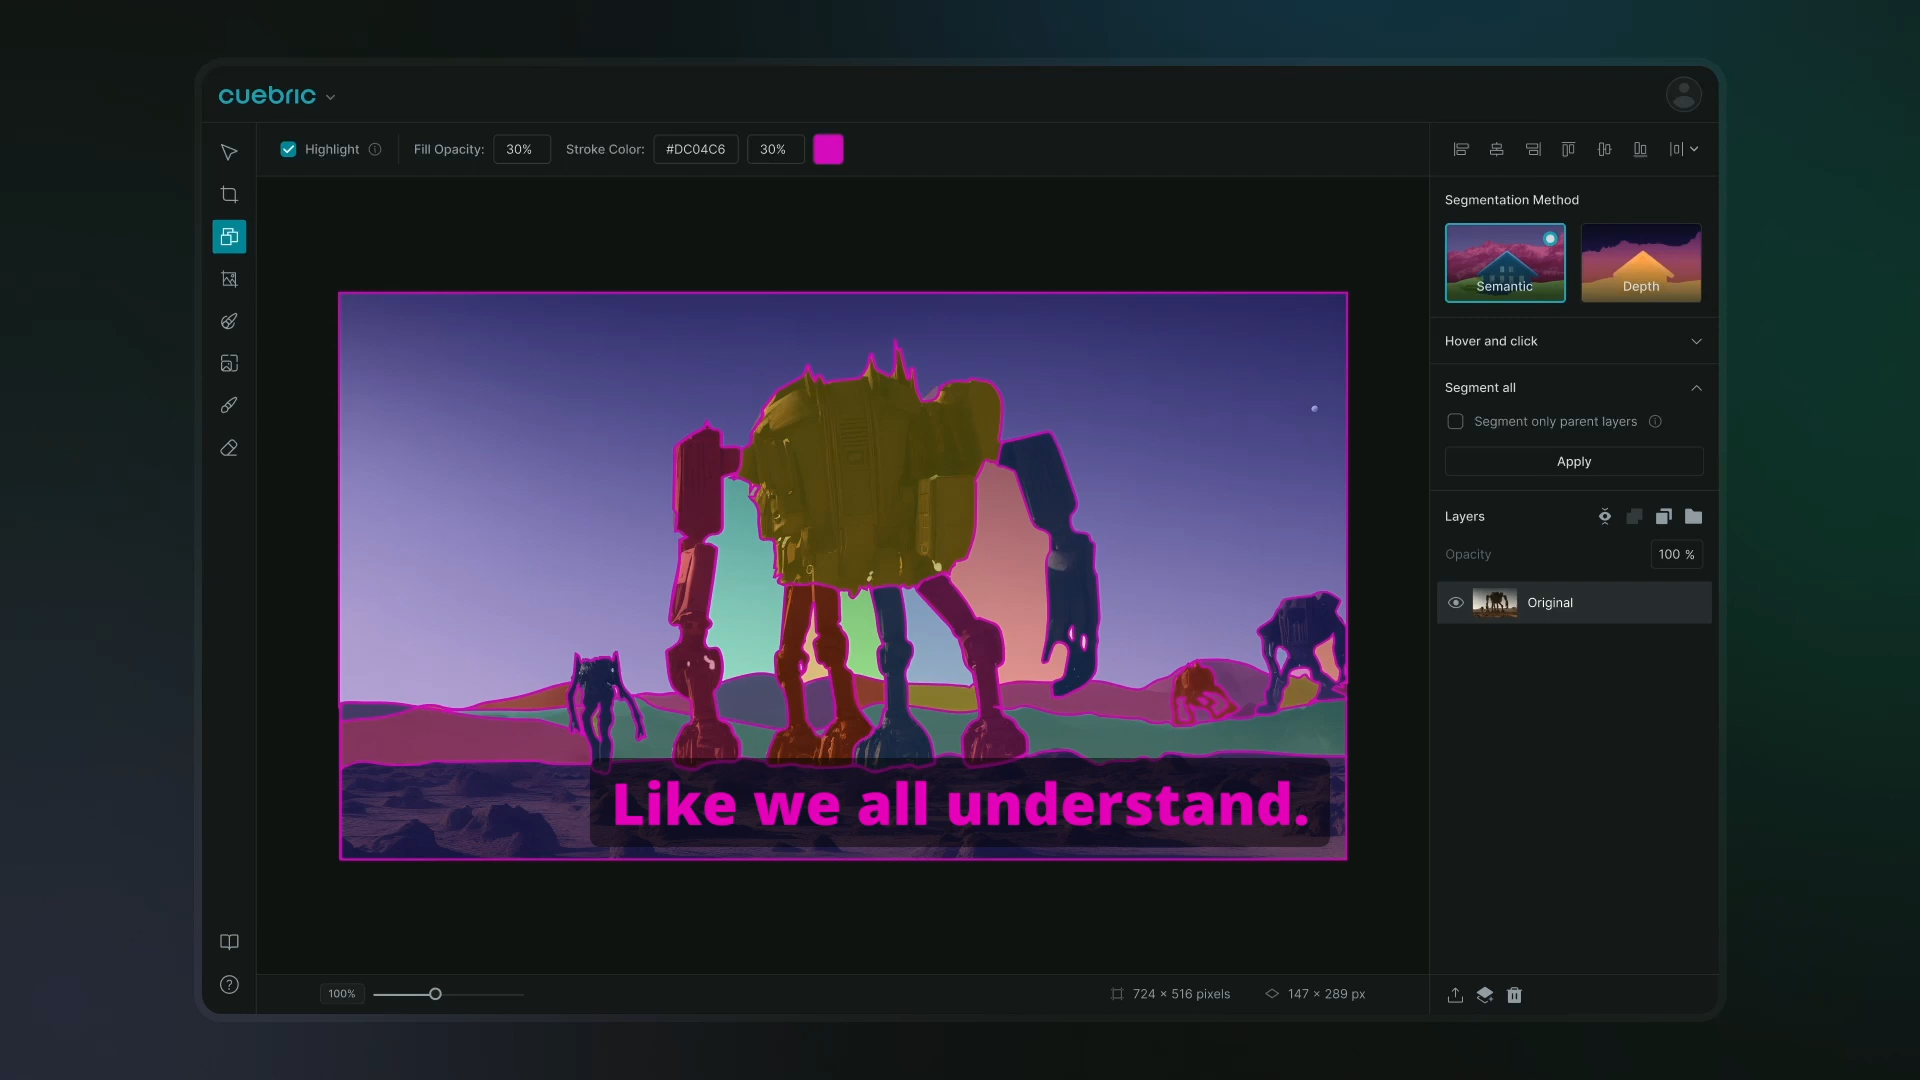 cuebric
Highlight
Fill Opacity: 30%
Stroke Color: #DC04C6 30%
Segmentation Method
Semantic
Depth
Hover and click
Segment all
Segment only parent layers
Apply
Layers
Opacity
100 %
Original
Like we all understand.
100%
724 × 516 pixels
147 × 289 px